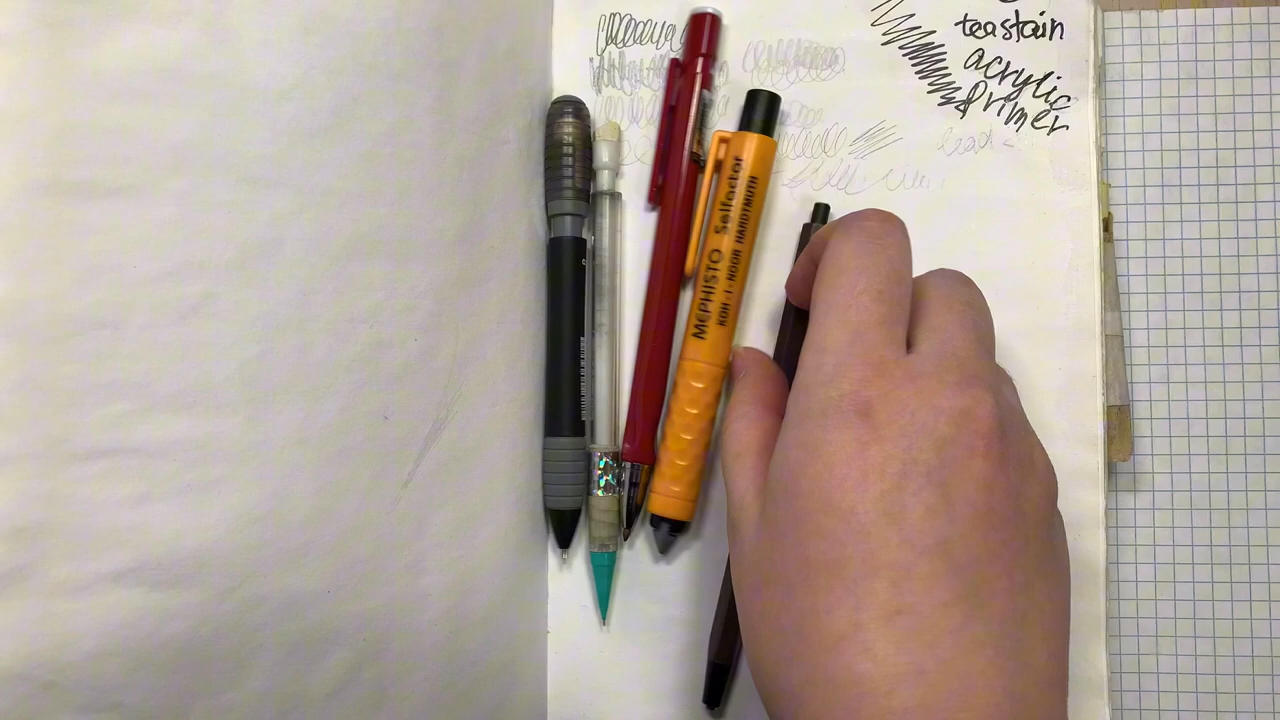 teastain
acrylic
Primer
MEPHISTO Selfactor
KOH-I-NOOR HARDTMUTH